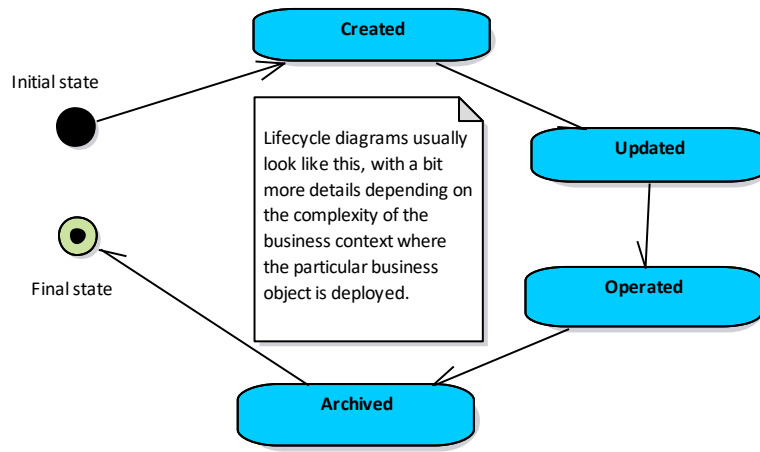 Created
Initial state
Lifecycle diagrams usually
look like this, with a bit
more details depending on
the complexity of the
business context where
the particular business
object is deployed.
Updated
Operated
Final state
Archived